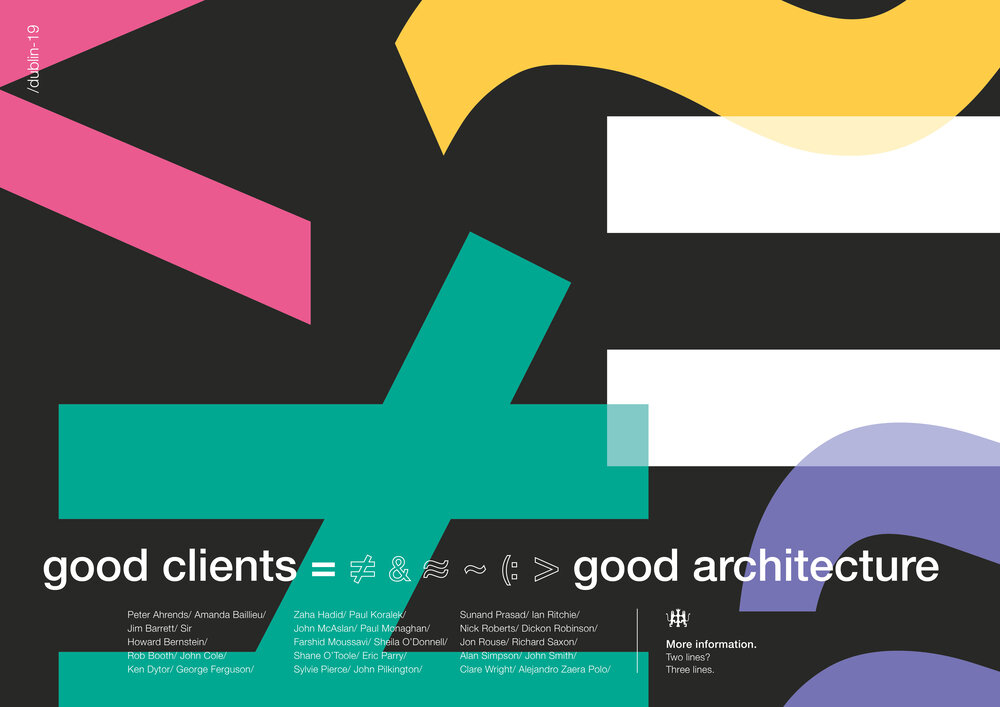 /dublin-19
good clients = ≠ & ≈ ~ (: > good architecture
Peter Ahrends/ Amanda Baillieu/
Jim Barrett/ Sir
Howard Bernstein/
Rob Booth/ John Cole/
Ken Dytor/ George Ferguson/
Zaha Hadid/ Paul Koralek/
John McAslan/ Paul Monaghan/
Farshid Moussavi/ Sheila O'Donnell/
Shane O'Toole/ Eric Parry/
Sylvie Pierce/ John Pilkington/
Sunand Prasad/ Ian Ritchie/
Nick Roberts/ Dickon Robinson/
Jon Rouse/ Richard Saxon/
Alan Simpson/ John Smith/
Clare Wright/ Alejandro Zaera Polo/
More information.
Two lines?
Three lines.